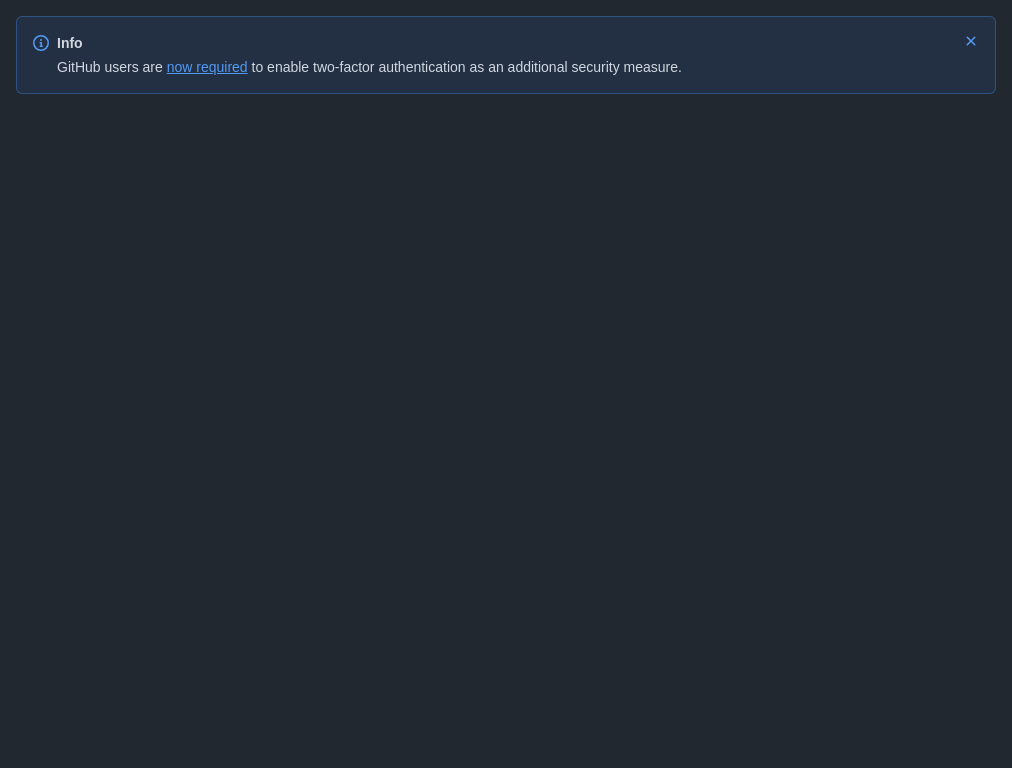 Info
GitHub users are now required to enable two-factor authentication as an additional security measure.